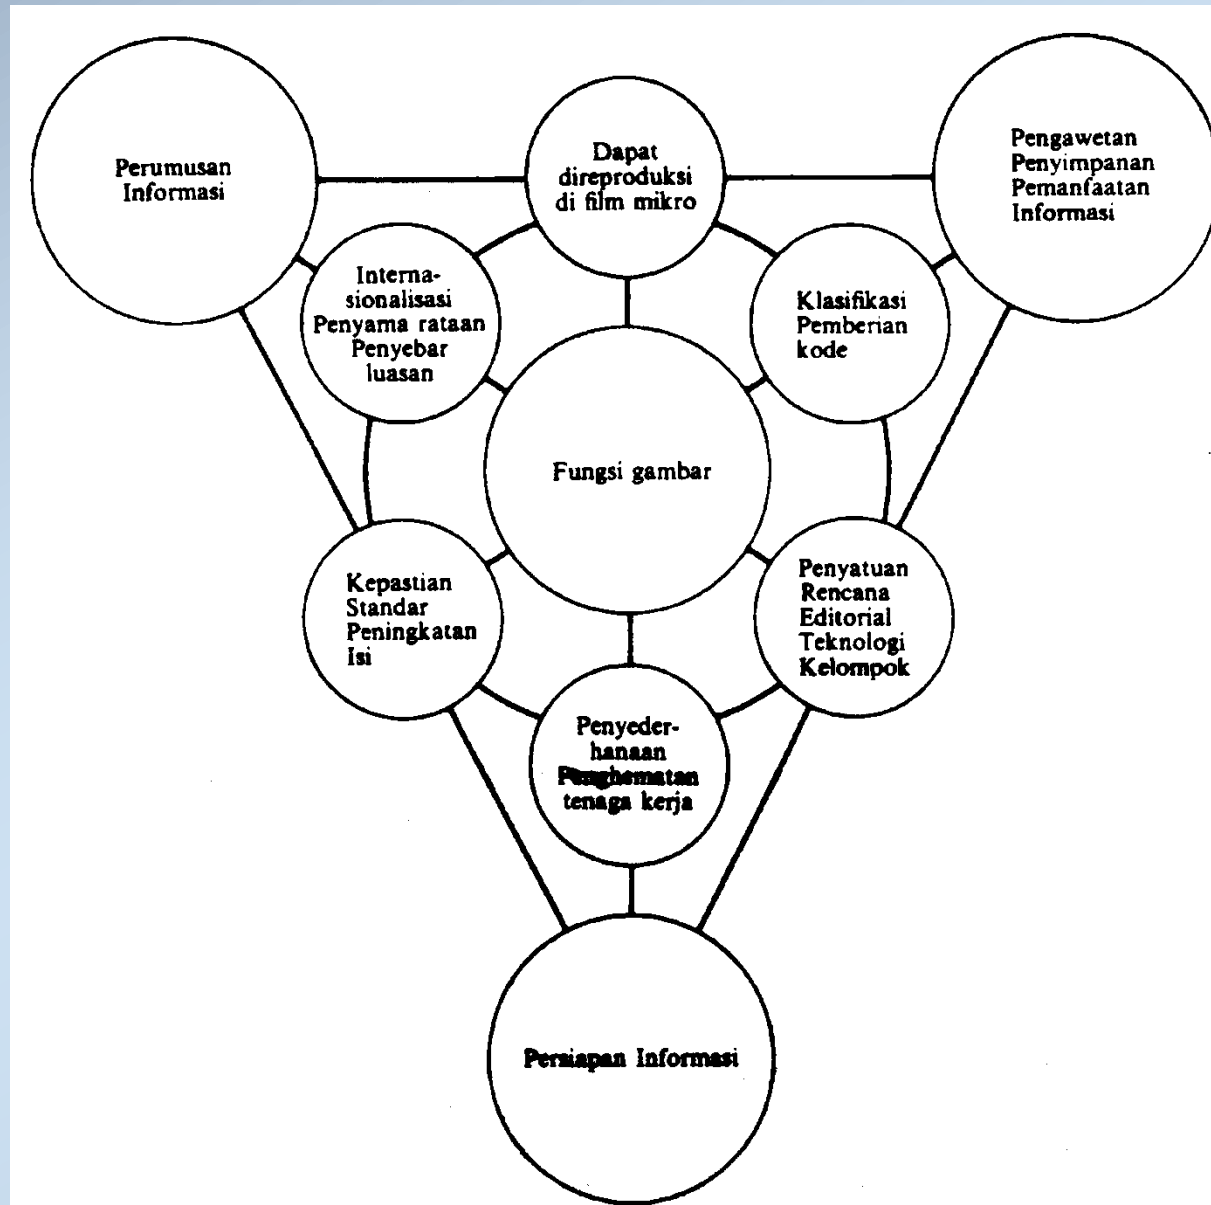 Perumusan
Informasi
Dapat
direproduksi
di film mikro
Pengawetan
Penyimpanan
Pemanfaatan
Informasi
Interna-
sionalisasi
Penyama rataan
Penyebar
luasan
Klasifikasi
Pemberian
kode
Fungsi gambar
Kepastian
Standar
Peningkatan
Isi
Penyatuan
Rencana
Editorial
Teknologi
Kelompok
Penyeder-
hanaan
Penghematan
tenaga kerja
Persiapan Informasi